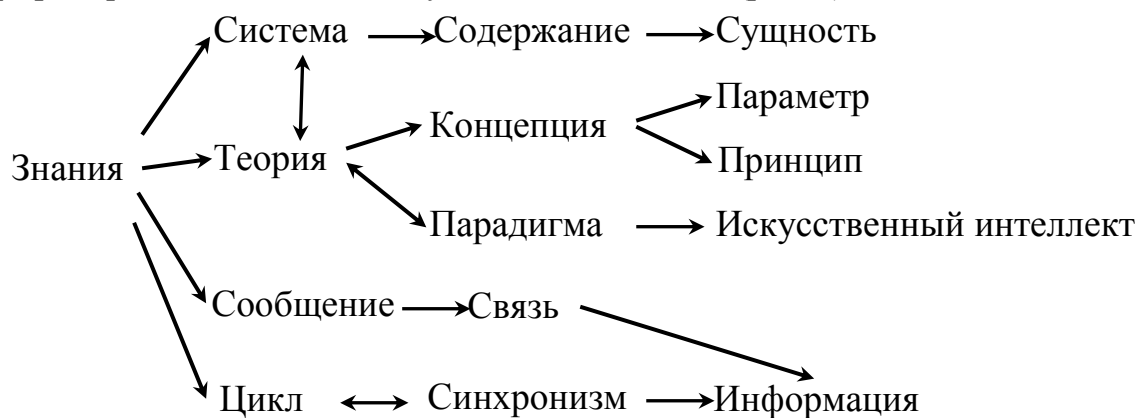 Система Содержание Сущность
Параметр
Концепция
Знания Теория Принцип
Парадигма Искусственный интеллект
Сообщение Связь
Цикл Синхронизм Информация